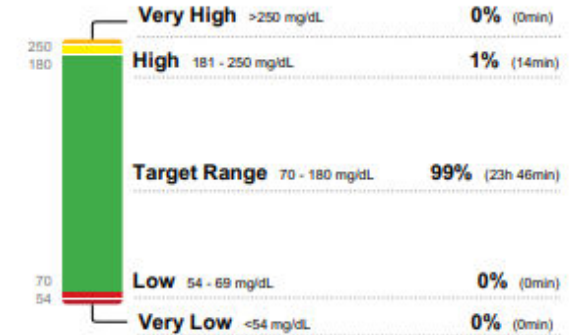 Very High >250 mg/dL 0% (0min)
250
180
High 181 - 250 mg/dL 1% (14min)
Target Range 70 - 180 mg/dL 99% (23h 46min)
70
54
Low 54 - 69 mg/dL 0% (0min)
Very Low <54 mg/dL 0% (0min)